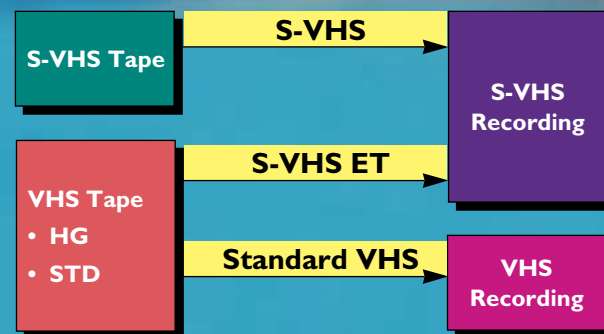 S-VHS
S-VHS Tape
S-VHS
Recording
S-VHS ET
VHS Tape
• HG
• STD
Standard VHS
VHS
Recording